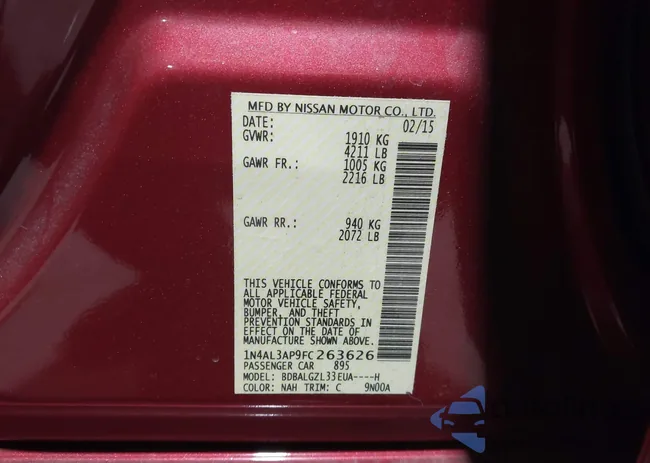 MFD BY NISSAN MOTOR CO., LTD.
DATE: 02/15
GVWR: 1910 KG
4211 LB
GAWR FR.: 1005 KG
2216 LB
GAWR RR.: 940 KG
2072 LB
THIS VEHICLE CONFORMS TO
ALL APPLICABLE FEDERAL
MOTOR VEHICLE SAFETY,
BUMPER, AND THEFT
PREVENTION STANDARDS IN
EFFECT ON THE DATE OF
MANUFACTURE SHOWN ABOVE.
1N4AL3AP9FC263626
PASSENGER CAR 895
MODEL: BDBALGZL33EUA----H
COLOR: NAH TRIM: C 9N00A